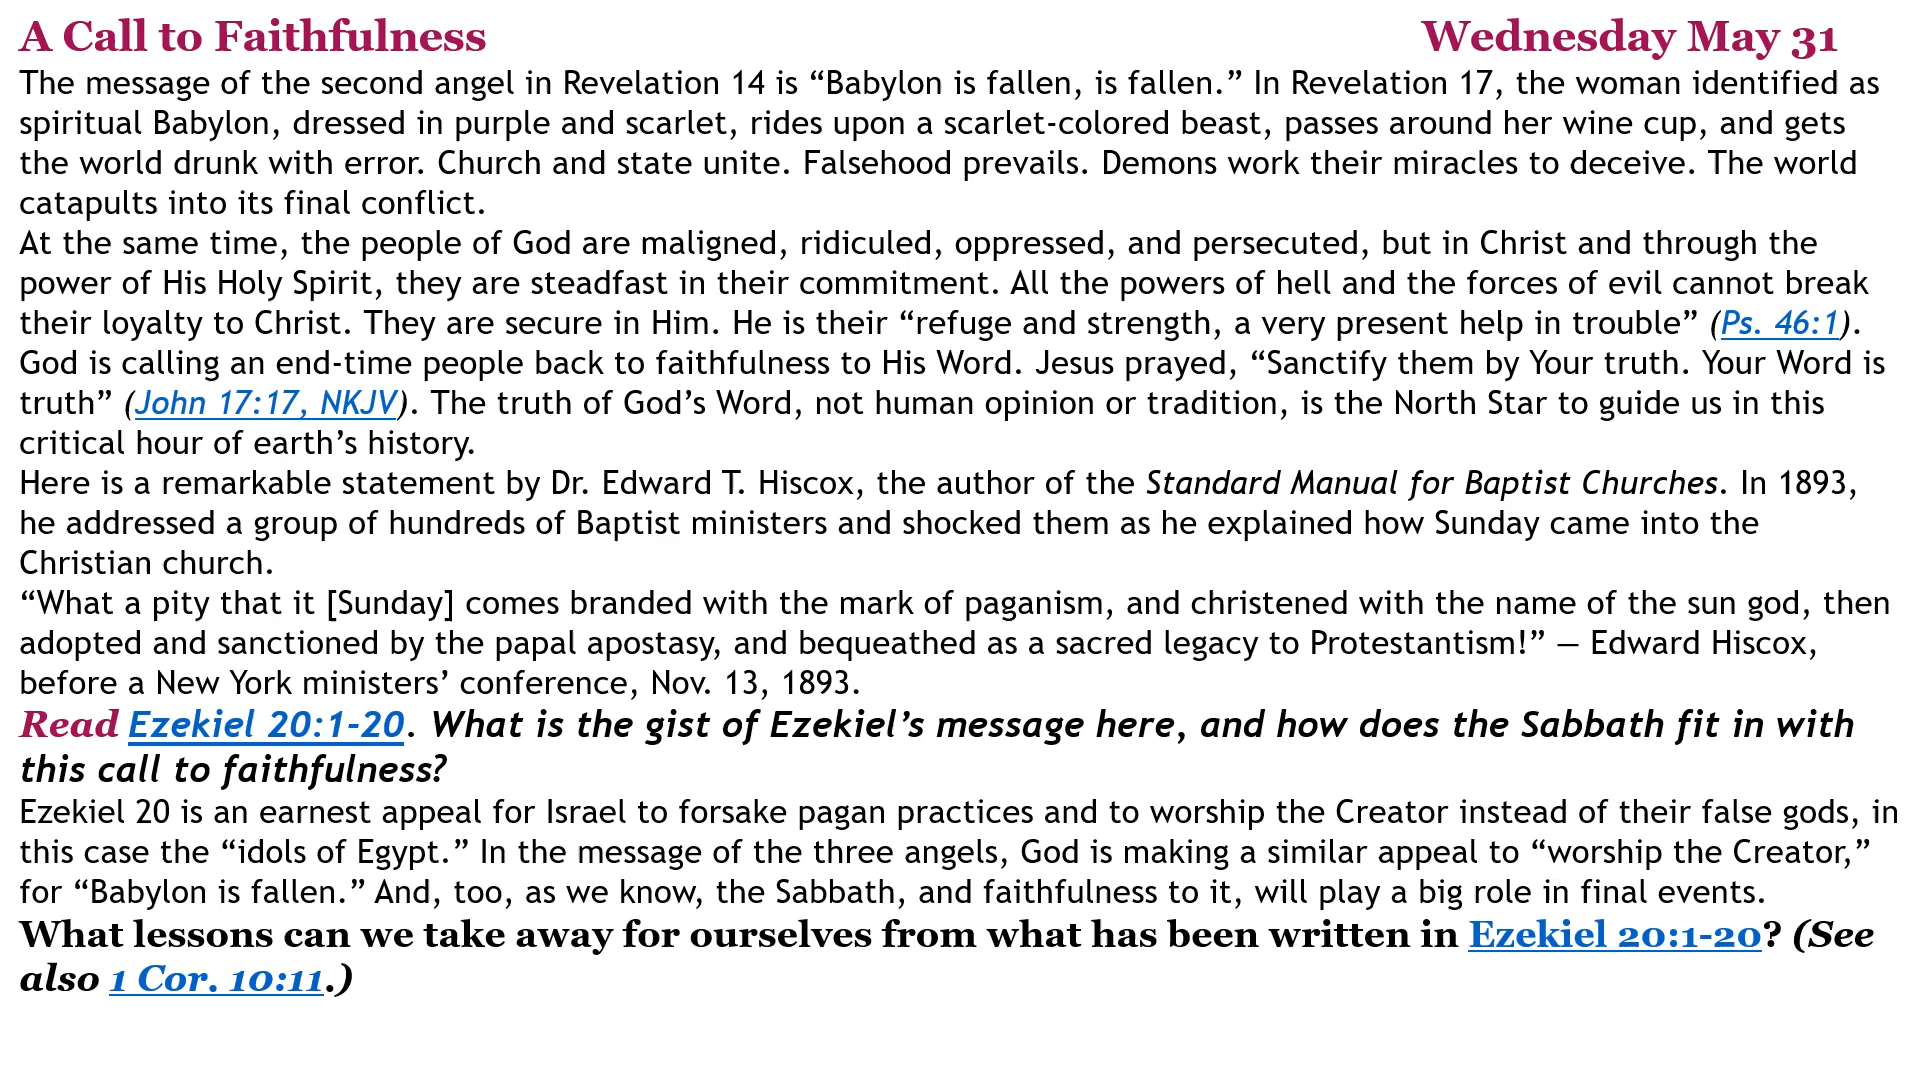 A Call to Faithfulness Wednesday May 31
The message of the second angel in Revelation 14 is “Babylon is fallen, is fallen.” In Revelation 17, the woman identified as
spiritual Babylon, dressed in purple and scarlet, rides upon a scarlet-colored beast, passes around her wine cup, and gets
the world drunk with error. Church and state unite. Falsehood prevails. Demons work their miracles to deceive. The world
catapults into its final conflict.
At the same time, the people of God are maligned, ridiculed, oppressed, and persecuted, but in Christ and through the
power of His Holy Spirit, they are steadfast in their commitment. All the powers of hell and the forces of evil cannot break
their loyalty to Christ. They are secure in Him. He is their “refuge and strength, a very present help in trouble” (Ps. 46:1).
God is calling an end-time people back to faithfulness to His Word. Jesus prayed, “Sanctify them by Your truth. Your Word is
truth” (John 17:17, NKJV). The truth of God’s Word, not human opinion or tradition, is the North Star to guide us in this
critical hour of earth’s history.
Here is a remarkable statement by Dr. Edward T. Hiscox, the author of the Standard Manual for Baptist Churches. In 1893,
he addressed a group of hundreds of Baptist ministers and shocked them as he explained how Sunday came into the
Christian church.
“What a pity that it [Sunday] comes branded with the mark of paganism, and christened with the name of the sun god, then
adopted and sanctioned by the papal apostasy, and bequeathed as a sacred legacy to Protestantism!” — Edward Hiscox,
before a New York ministers’ conference, Nov. 13, 1893.
Read Ezekiel 20:1-20. What is the gist of Ezekiel’s message here, and how does the Sabbath fit in with
this call to faithfulness?
Ezekiel 20 is an earnest appeal for Israel to forsake pagan practices and to worship the Creator instead of their false gods, in
this case the “idols of Egypt.” In the message of the three angels, God is making a similar appeal to “worship the Creator,”
for “Babylon is fallen.” And, too, as we know, the Sabbath, and faithfulness to it, will play a big role in final events.
What lessons can we take away for ourselves from what has been written in Ezekiel 20:1-20? (See
also 1 Cor. 10:11.)